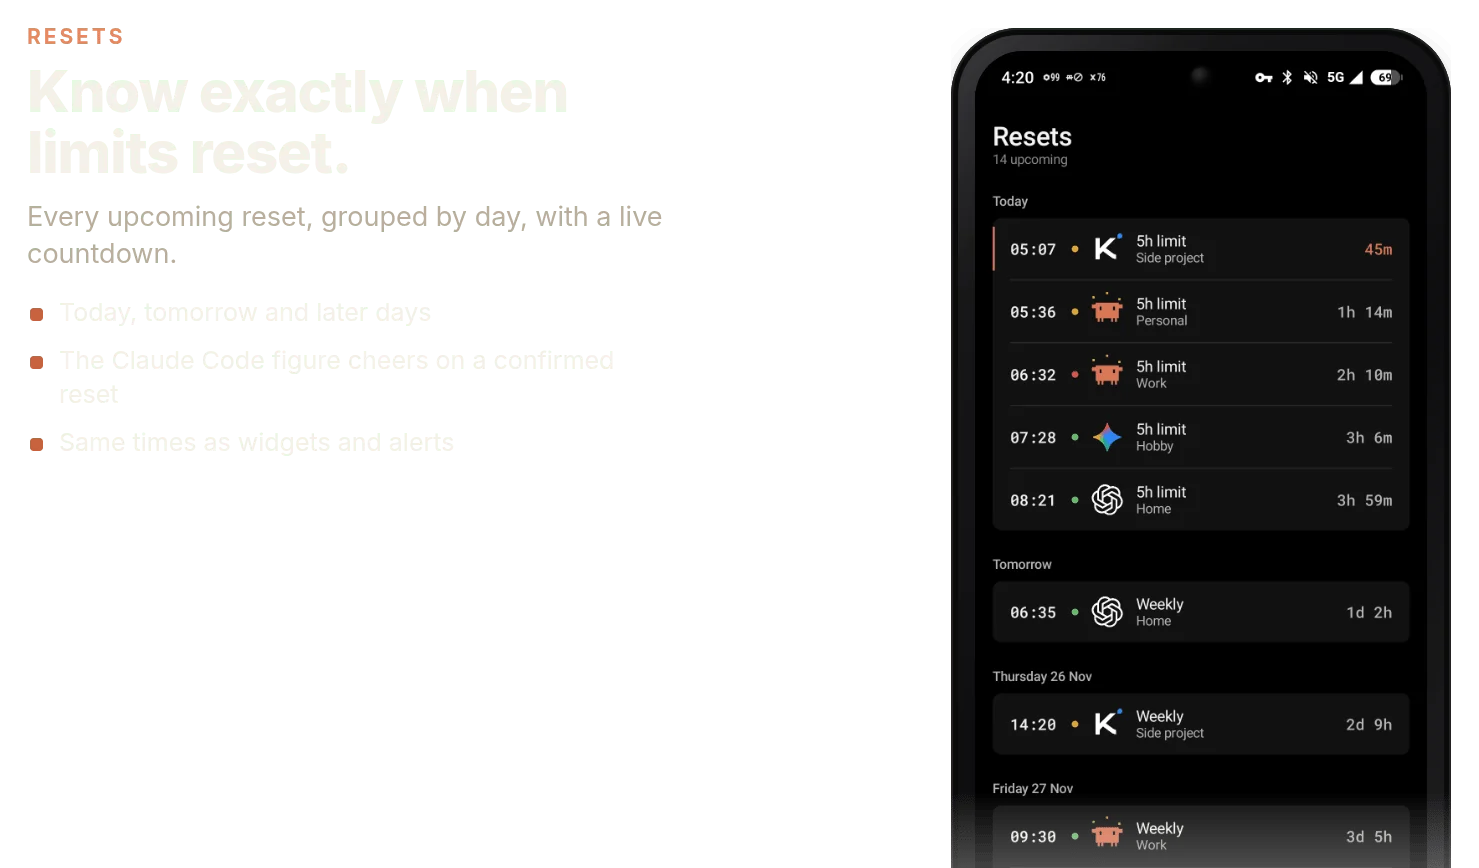 RESETS
Know exactly when
limits reset.
Every upcoming reset, grouped by day, with a live
countdown.
Today, tomorrow and later days
The Claude Code figure cheers on a confirmed
reset
Same times as widgets and alerts
4:20 99 76 5G 69
Resets
14 upcoming
Today
05:07 5h limit 45m
Side project
05:36 5h limit 1h 14m
Personal
06:32 5h limit 2h 10m
Work
07:28 5h limit 3h 6m
Hobby
08:21 5h limit 3h 59m
Home
Tomorrow
06:35 Weekly 1d 2h
Home
Thursday 26 Nov
14:20 Weekly 2d 9h
Side project
Friday 27 Nov
09:30 Weekly 3d 5h
Work